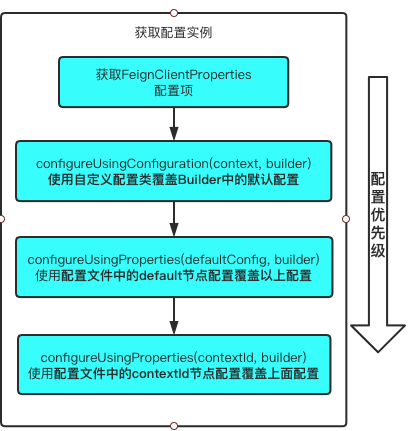 获取配置实例
获取FeignClientProperties
配置项
configureUsingConfiguration(context, builder)
使用自定义配置类覆盖Builder中的默认配置
configureUsingProperties(defaultConfig, builder)
使用配置文件中的default节点配置覆盖以上配置
configureUsingProperties(contextId, builder)
使用配置文件中的contextId节点配置覆盖上面配置
配置优先级